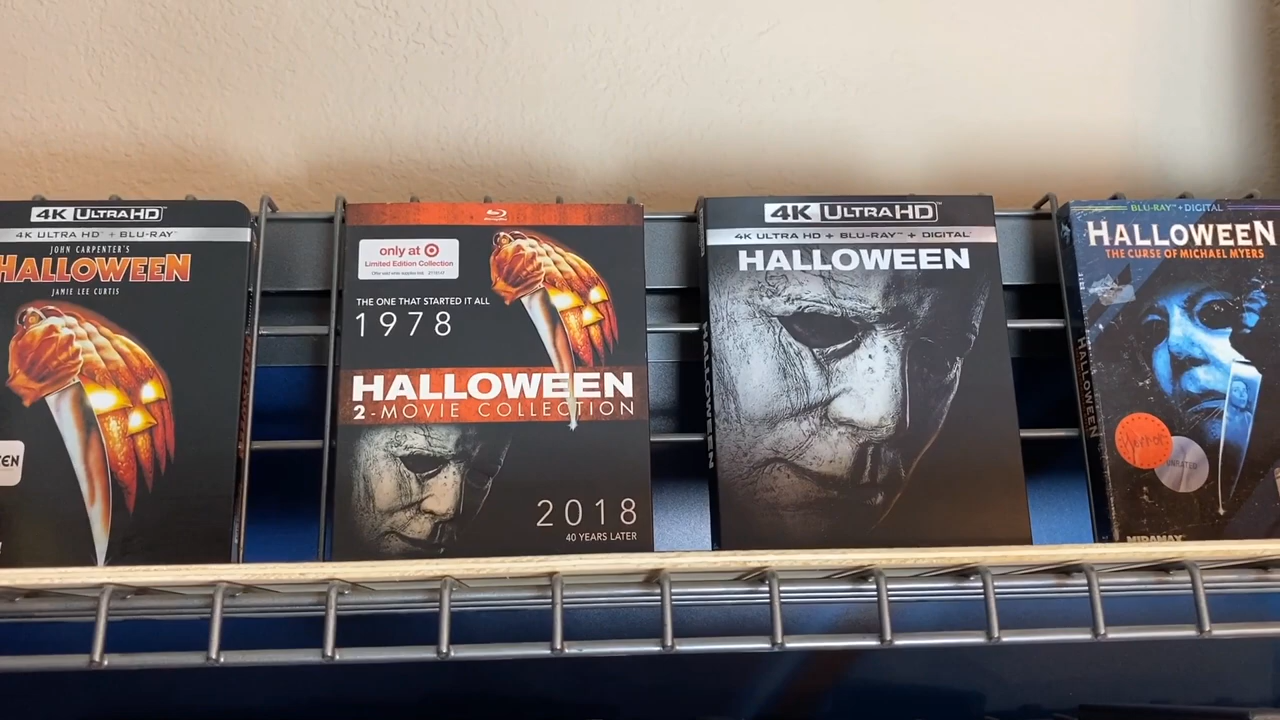 4K ULTRA HD
4K ULTRA HD + BLU-RAY
JOHN CARPENTER'S
HALLOWEEN
JAMIE LEE CURTIS
only at
Limited Edition Collection
THE ONE THAT STARTED IT ALL
1978
HALLOWEEN
2-MOVIE COLLECTION
2018
40 YEARS LATER
4K ULTRA HD
4K ULTRA HD + BLU-RAY + DIGITAL
HALLOWEEN
HALLOWEEN
BLU-RAY + DIGITAL
HALLOWEEN
THE CURSE OF MICHAEL MYERS
HALLOWEEN
Horror
UNRATED
MIRAMAX